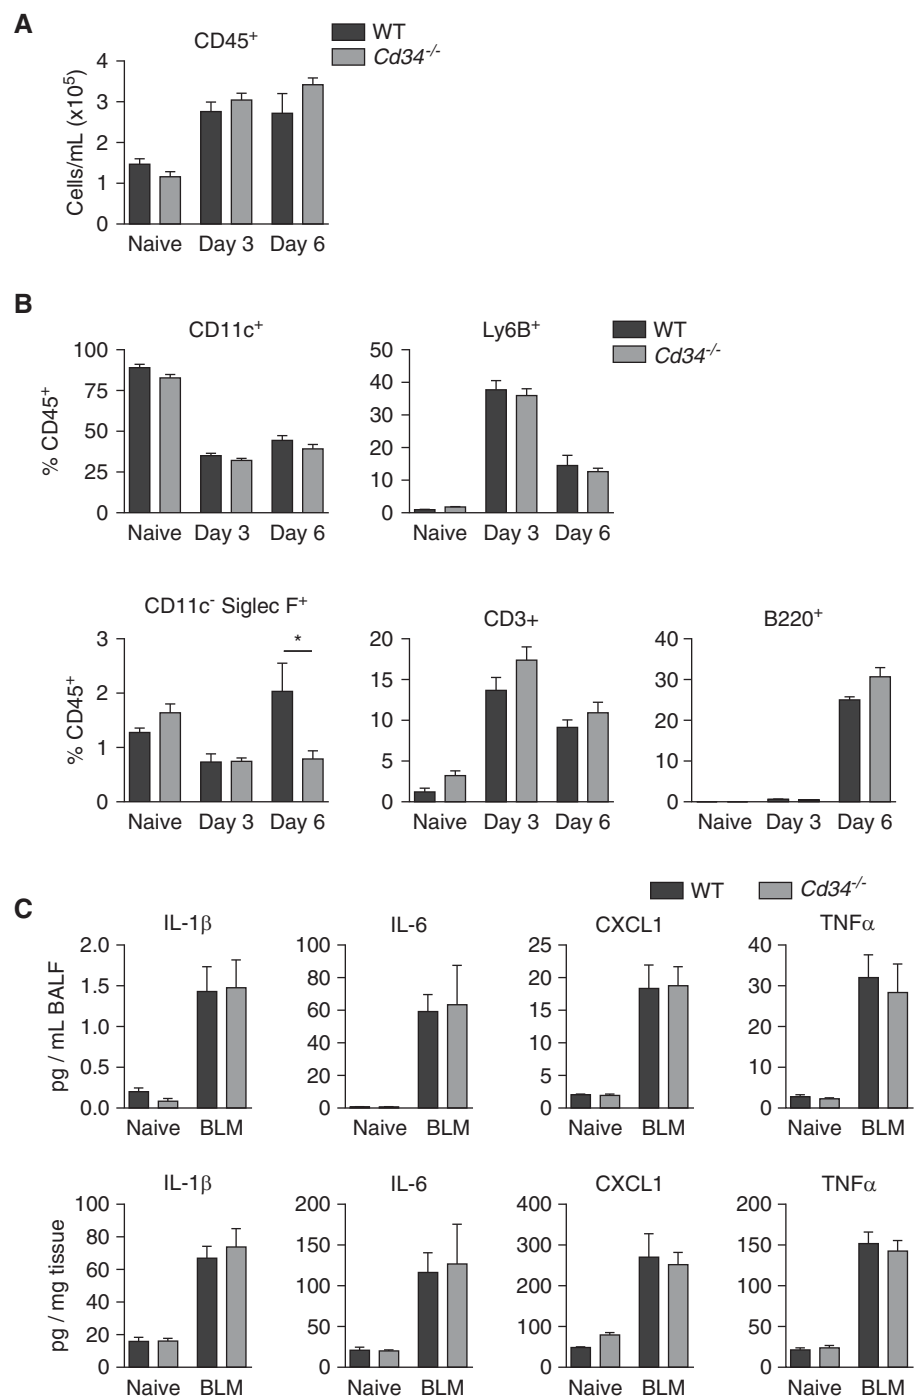 A
CD45+
WT
Cd34-/-
Cells/mL (x10^5)
4
3
2
1
0
Naive Day 3 Day 6
B
CD11c+
Ly6B+
WT
Cd34-/-
% CD45+
100
75
50
25
0
Naive Day 3 Day 6
50
40
30
20
10
0
Naive Day 3 Day 6
CD11c- Siglec F+
% CD45+
3
2
1
0
*
Naive Day 3 Day 6
CD3+
20
15
10
5
0
Naive Day 3 Day 6
B220+
40
30
20
10
0
Naive Day 3 Day 6
C
WT Cd34-/-
IL-1β
pg / mL BALF
2.0
1.5
1.0
0.5
0.0
Naive BLM
IL-6
100
80
60
40
20
0
Naive BLM
CXCL1
25
20
15
10
5
0
Naive BLM
TNFα
40
30
20
10
0
Naive BLM
IL-1β
pg / mg tissue
100
80
60
40
20
0
Naive BLM
IL-6
200
150
100
50
0
Naive BLM
CXCL1
400
300
200
100
0
Naive BLM
TNFα
200
150
100
50
0
Naive BLM